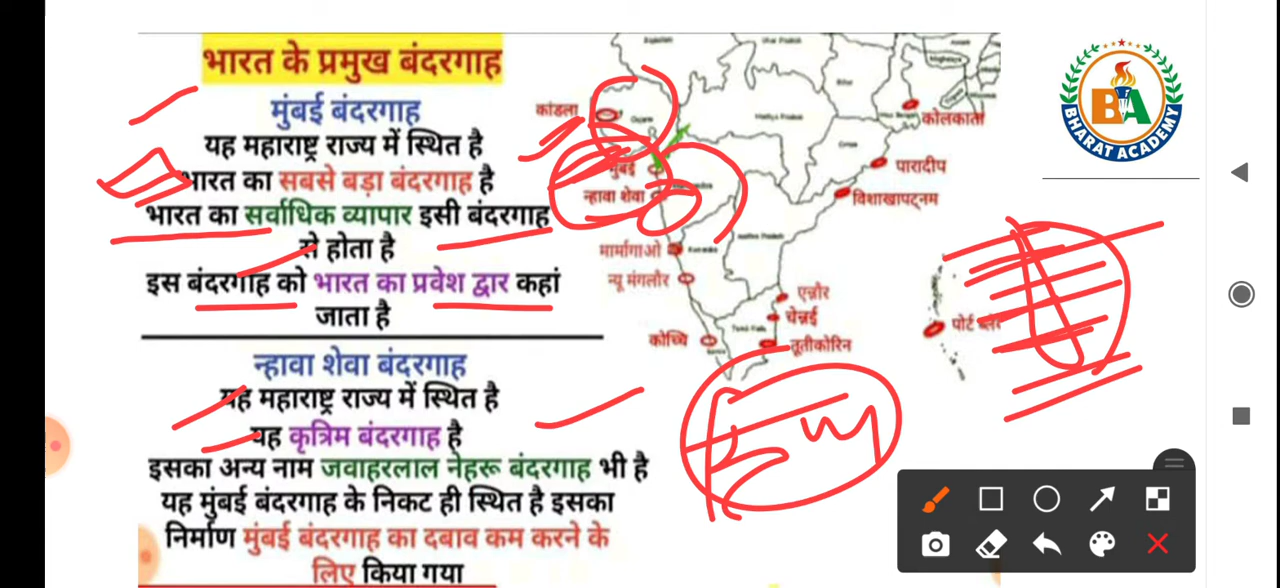 भारत के प्रमुख बंदरगाह
मुंबई बंदरगाह
यह महाराष्ट्र राज्य में स्थित है
भारत का सबसे बड़ा बंदरगाह है
भारत का सर्वाधिक व्यापार इसी बंदरगाह
से होता है
इस बंदरगाह को भारत का प्रवेश द्वार कहां
जाता है
न्हावा शेवा बंदरगाह
यह महाराष्ट्र राज्य में स्थित है
यह कृत्रिम बंदरगाह है
इसका अन्य नाम जवाहरलाल नेहरू बंदरगाह भी है
यह मुंबई बंदरगाह के निकट ही स्थित है इसका
निर्माण मुंबई बंदरगाह का दबाव कम करने के
लिए किया गया
कांडला
मुंबई
न्हावा शेवा
मार्मागाओ
न्यू मंगलौर
कोच्चि
कोलकाता
पारादीप
विशाखापट्नम
एन्नौर
चेन्नई
तूतीकोरिन
पोर्ट
BA
BHARAT ACADEMY